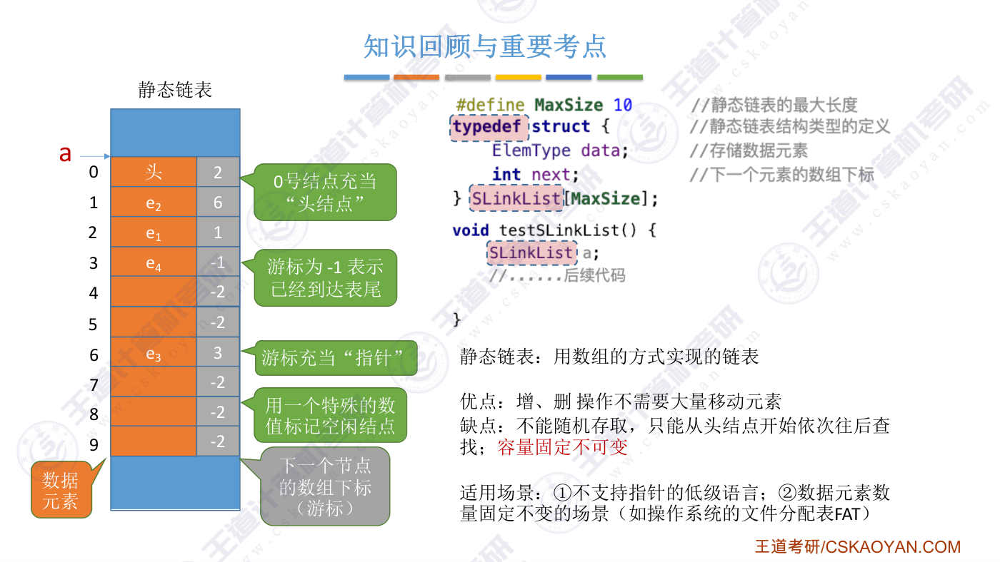 知识回顾与重要考点
静态链表
a
0 头 2
1 e2 6
2 e1 1
3 e4 -1
4 -2
5 -2
6 e3 3
7 -2
8 -2
9 -2
0号结点充当
“头结点”
游标为 -1 表示
已经到达表尾
游标充当“指针”
用一个特殊的数
值标记空闲结点
下一个节点
的数组下标
（游标）
数据
元素
#define MaxSize 10 //静态链表的最大长度
typedef struct { //静态链表结构类型的定义
ElemType data; //存储数据元素
int next; //下一个元素的数组下标
} SLinkList[MaxSize];
void testSLinkList() {
SLinkList a;
//......后续代码
}
静态链表：用数组的方式实现的链表
优点：增、删 操作不需要大量移动元素
缺点：不能随机存取，只能从头结点开始依次往后查
找；容量固定不可变
适用场景：①不支持指针的低级语言；②数据元素数
量固定不变的场景（如操作系统的文件分配表FAT）
王道考研/CSKAOYAN.COM
王道计算机考研
www.cskaoyan.com